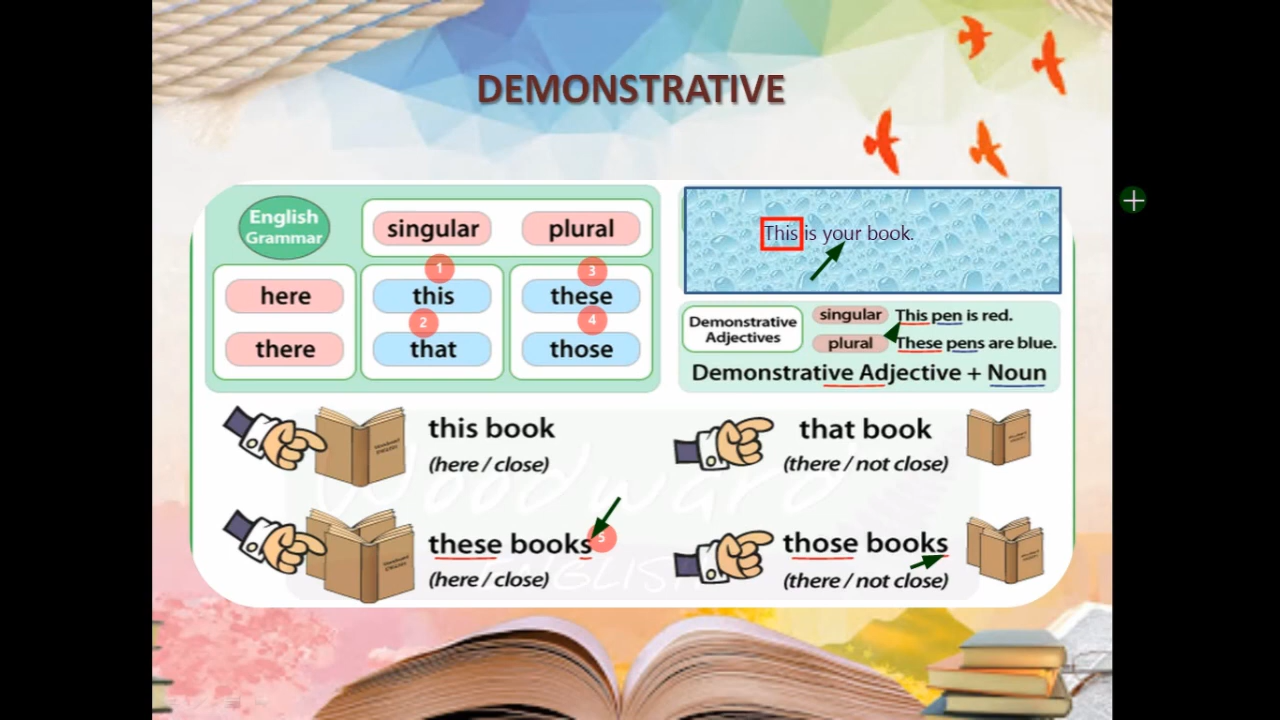 DEMONSTRATIVE
English
Grammar
singular
plural
1
3
here
this
these
2
4
there
that
those
This is your book.
Demonstrative
Adjectives
singular
This pen is red.
plural
These pens are blue.
Demonstrative Adjective + Noun
this book
(here / close)
that book
(there / not close)
these books
5
(here / close)
those books
(there / not close)
Woodward
ENGLISH